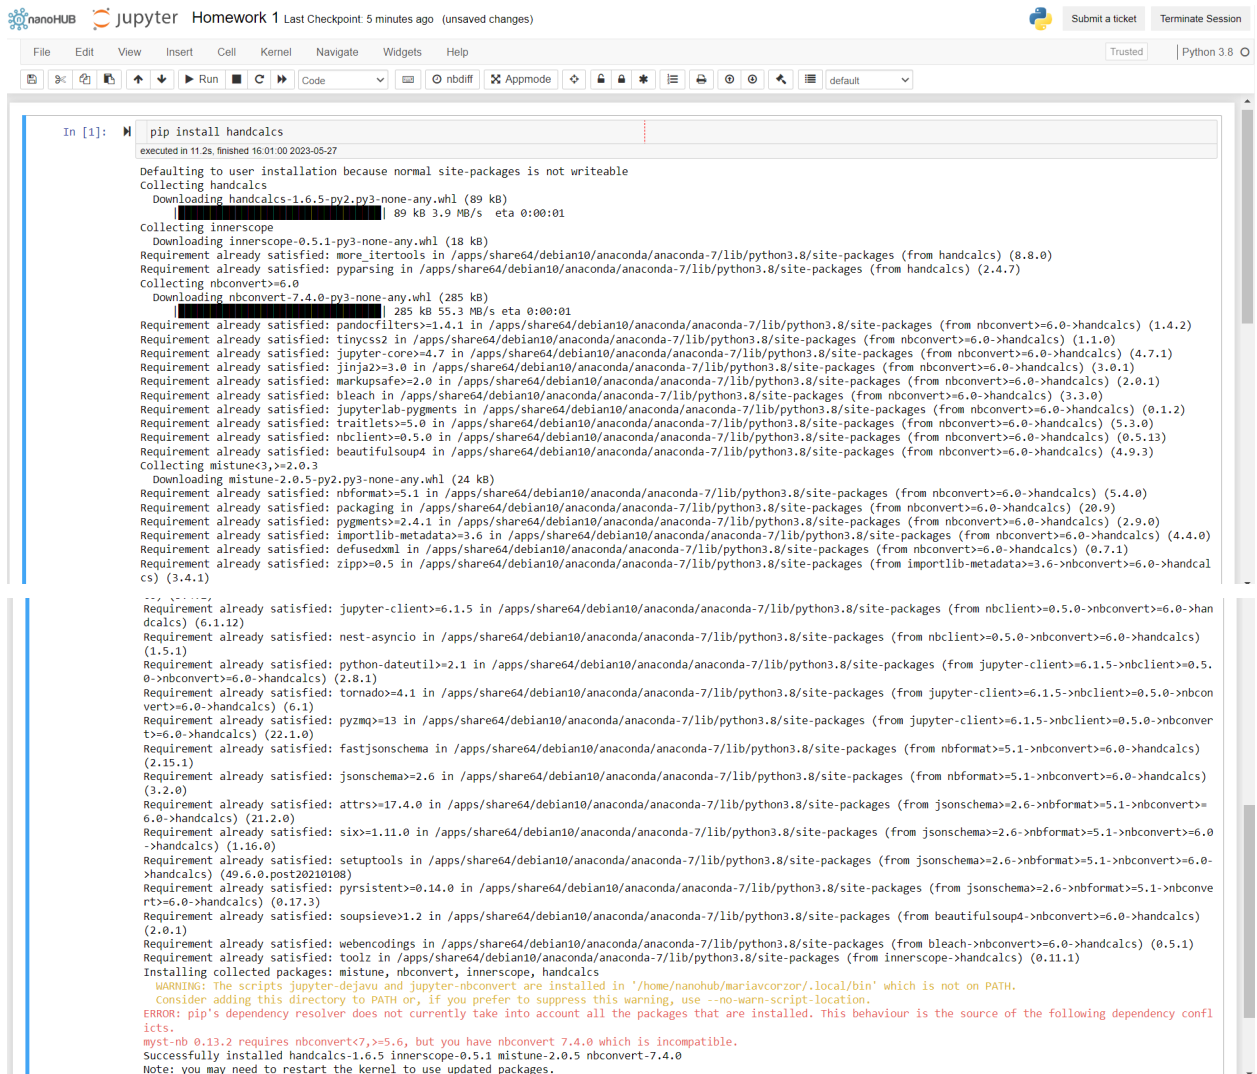 nanoHUB jupyter Homework 1 Last Checkpoint: 5 minutes ago (unsaved changes) Submit a ticket Terminate Session
File Edit View Insert Cell Kernel Navigate Widgets Help Trusted Python 3.8
Run Code nbdiff Appmode default
In [1]: pip install handcalcs
executed in 11.2s, finished 16:01:00 2023-05-27
Defaulting to user installation because normal site-packages is not writeable
Collecting handcalcs
Downloading handcalcs-1.6.5-py2.py3-none-any.whl (89 kB)
| | 89 kB 3.9 MB/s eta 0:00:01
Collecting innerscope
Downloading innerscope-0.5.1-py3-none-any.whl (18 kB)
Requirement already satisfied: more_itertools in /apps/share64/debian10/anaconda/anaconda-7/lib/python3.8/site-packages (from handcalcs) (8.8.0)
Requirement already satisfied: pyparsing in /apps/share64/debian10/anaconda/anaconda-7/lib/python3.8/site-packages (from handcalcs) (2.4.7)
Collecting nbconvert>=6.0
Downloading nbconvert-7.4.0-py3-none-any.whl (285 kB)
| | 285 kB 55.3 MB/s eta 0:00:01
Requirement already satisfied: pandocfilters>=1.4.1 in /apps/share64/debian10/anaconda/anaconda-7/lib/python3.8/site-packages (from nbconvert>=6.0->handcalcs) (1.4.2)
Requirement already satisfied: tinycss2 in /apps/share64/debian10/anaconda/anaconda-7/lib/python3.8/site-packages (from nbconvert>=6.0->handcalcs) (1.1.0)
Requirement already satisfied: jupyter-core>=4.7 in /apps/share64/debian10/anaconda/anaconda-7/lib/python3.8/site-packages (from nbconvert>=6.0->handcalcs) (4.7.1)
Requirement already satisfied: jinja2>=3.0 in /apps/share64/debian10/anaconda/anaconda-7/lib/python3.8/site-packages (from nbconvert>=6.0->handcalcs) (3.0.1)
Requirement already satisfied: markupsafe>=2.0 in /apps/share64/debian10/anaconda/anaconda-7/lib/python3.8/site-packages (from nbconvert>=6.0->handcalcs) (2.0.1)
Requirement already satisfied: bleach in /apps/share64/debian10/anaconda/anaconda-7/lib/python3.8/site-packages (from nbconvert>=6.0->handcalcs) (3.3.0)
Requirement already satisfied: jupyterlab-pygments in /apps/share64/debian10/anaconda/anaconda-7/lib/python3.8/site-packages (from nbconvert>=6.0->handcalcs) (0.1.2)
Requirement already satisfied: traitlets>=5.0 in /apps/share64/debian10/anaconda/anaconda-7/lib/python3.8/site-packages (from nbconvert>=6.0->handcalcs) (5.3.0)
Requirement already satisfied: nbclient>=0.5.0 in /apps/share64/debian10/anaconda/anaconda-7/lib/python3.8/site-packages (from nbconvert>=6.0->handcalcs) (0.5.13)
Requirement already satisfied: beautifulsoup4 in /apps/share64/debian10/anaconda/anaconda-7/lib/python3.8/site-packages (from nbconvert>=6.0->handcalcs) (4.9.3)
Collecting mistune<3,>=2.0.3
Downloading mistune-2.0.5-py2.py3-none-any.whl (24 kB)
Requirement already satisfied: nbformat>=5.1 in /apps/share64/debian10/anaconda/anaconda-7/lib/python3.8/site-packages (from nbconvert>=6.0->handcalcs) (5.4.0)
Requirement already satisfied: packaging in /apps/share64/debian10/anaconda/anaconda-7/lib/python3.8/site-packages (from nbconvert>=6.0->handcalcs) (20.9)
Requirement already satisfied: pygments>=2.4.1 in /apps/share64/debian10/anaconda/anaconda-7/lib/python3.8/site-packages (from nbconvert>=6.0->handcalcs) (2.9.0)
Requirement already satisfied: importlib-metadata>=3.6 in /apps/share64/debian10/anaconda/anaconda-7/lib/python3.8/site-packages (from nbconvert>=6.0->handcalcs) (4.4.0)
Requirement already satisfied: defusedxml in /apps/share64/debian10/anaconda/anaconda-7/lib/python3.8/site-packages (from nbconvert>=6.0->handcalcs) (0.7.1)
Requirement already satisfied: zipp>=0.5 in /apps/share64/debian10/anaconda/anaconda-7/lib/python3.8/site-packages (from importlib-metadata>=3.6->nbconvert>=6.0->handcal
cs) (3.4.1)
Requirement already satisfied: jupyter-client>=6.1.5 in /apps/share64/debian10/anaconda/anaconda-7/lib/python3.8/site-packages (from nbclient>=0.5.0->nbconvert>=6.0->han
dcalcs) (6.1.12)
Requirement already satisfied: nest-asyncio in /apps/share64/debian10/anaconda/anaconda-7/lib/python3.8/site-packages (from nbclient>=0.5.0->nbconvert>=6.0->handcalcs)
(1.5.1)
Requirement already satisfied: python-dateutil>=2.1 in /apps/share64/debian10/anaconda/anaconda-7/lib/python3.8/site-packages (from jupyter-client>=6.1.5->nbclient>=0.5.
0->nbconvert>=6.0->handcalcs) (2.8.1)
Requirement already satisfied: tornado>=4.1 in /apps/share64/debian10/anaconda/anaconda-7/lib/python3.8/site-packages (from jupyter-client>=6.1.5->nbclient>=0.5.0->nbcon
vert>=6.0->handcalcs) (6.1)
Requirement already satisfied: pyzmq>=13 in /apps/share64/debian10/anaconda/anaconda-7/lib/python3.8/site-packages (from jupyter-client>=6.1.5->nbclient>=0.5.0->nbconver
t>=6.0->handcalcs) (22.1.0)
Requirement already satisfied: fastjsonschema in /apps/share64/debian10/anaconda/anaconda-7/lib/python3.8/site-packages (from nbformat>=5.1->nbconvert>=6.0->handcalcs)
(2.15.1)
Requirement already satisfied: jsonschema>=2.6 in /apps/share64/debian10/anaconda/anaconda-7/lib/python3.8/site-packages (from nbformat>=5.1->nbconvert>=6.0->handcalcs)
(3.2.0)
Requirement already satisfied: attrs>=17.4.0 in /apps/share64/debian10/anaconda/anaconda-7/lib/python3.8/site-packages (from jsonschema>=2.6->nbformat>=5.1->nbconvert>=
6.0->handcalcs) (21.2.0)
Requirement already satisfied: six>=1.11.0 in /apps/share64/debian10/anaconda/anaconda-7/lib/python3.8/site-packages (from jsonschema>=2.6->nbformat>=5.1->nbconvert>=6.0
->handcalcs) (1.16.0)
Requirement already satisfied: setuptools in /apps/share64/debian10/anaconda/anaconda-7/lib/python3.8/site-packages (from jsonschema>=2.6->nbformat>=5.1->nbconvert>=6.0-
>handcalcs) (49.6.0.post20210108)
Requirement already satisfied: pyrsistent>=0.14.0 in /apps/share64/debian10/anaconda/anaconda-7/lib/python3.8/site-packages (from jsonschema>=2.6->nbformat>=5.1->nbconve
rt>=6.0->handcalcs) (0.17.3)
Requirement already satisfied: soupsieve>1.2 in /apps/share64/debian10/anaconda/anaconda-7/lib/python3.8/site-packages (from beautifulsoup4->nbconvert>=6.0->handcalcs)
(2.0.1)
Requirement already satisfied: webencodings in /apps/share64/debian10/anaconda/anaconda-7/lib/python3.8/site-packages (from bleach->nbconvert>=6.0->handcalcs) (0.5.1)
Requirement already satisfied: toolz in /apps/share64/debian10/anaconda/anaconda-7/lib/python3.8/site-packages (from innerscope->handcalcs) (0.11.1)
Installing collected packages: mistune, nbconvert, innerscope, handcalcs
WARNING: The scripts jupyter-dejavu and jupyter-nbconvert are installed in '/home/nanohub/mariavcorzor/.local/bin' which is not on PATH.
Consider adding this directory to PATH or, if you prefer to suppress this warning, use --no-warn-script-location.
ERROR: pip's dependency resolver does not currently take into account all the packages that are installed. This behaviour is the source of the following dependency confl
icts.
myst-nb 0.13.2 requires nbconvert<7,>=5.6, but you have nbconvert 7.4.0 which is incompatible.
Successfully installed handcalcs-1.6.5 innerscope-0.5.1 mistune-2.0.5 nbconvert-7.4.0
Note: you may need to restart the kernel to use updated packages.